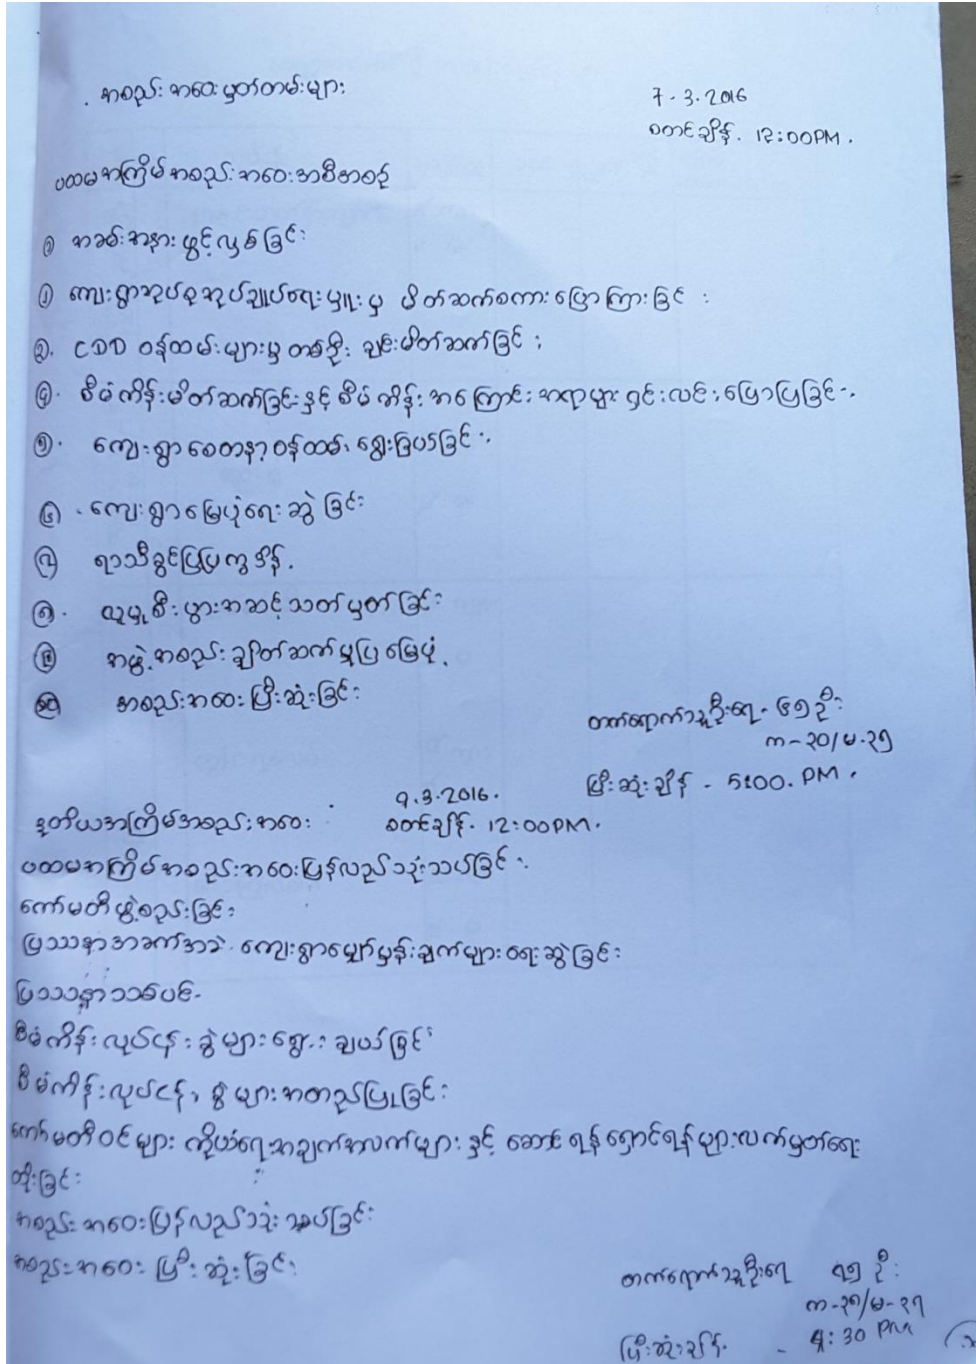 အစည်းအဝေးမှတ်တမ်းများ
7.3.2016
စတင်ချိန်. 12:00PM.
ပထမအကြိမ်အစည်းအဝေးအစီအစဉ်
၁ အခမ်းအနားဖွင့်လှစ်ခြင်း
၂ ကျေးရွာအုပ်စုအုပ်ချုပ်ရေးမှူးမှ မိတ်ဆက်စကားပြောကြားခြင်း
၃. CDD ဝန်ထမ်းများမှ တစ်ဦးချင်းမိတ်ဆက်ခြင်း
၄. စီမံကိန်းမိတ်ဆက်ခြင်းနှင့် စီမံကိန်းအကြောင်းအရာများ ရှင်းလင်းပြောပြခြင်း.
၅. ကျေးရွာစေတနာ့ဝန်ထမ်း ရွေးချယ်ခြင်း.
၆. ကျေးရွာမြေပုံရေးဆွဲခြင်း
၇ ရာသီခွင်ပြပြက္ခဒိန်.
၈. လူမှုစီးပွားအဆင့်သတ်မှတ်ခြင်း
၉ အဖွဲ့အစည်းချိတ်ဆက်မှုပြမြေပုံ.
၁၀ အစည်းအဝေးပြီးဆုံးခြင်း
တက်ရောက်သူဦးရေ - ၆၅ ဦး
က-၃၀/မ-၃၅
ပြီးဆုံးချိန် - 5:00. PM.
ဒုတိယအကြိမ်အစည်းအဝေး
9.3.2016.
စတင်ချိန်. 12:00PM.
ပထမအကြိမ်အစည်းအဝေးပြန်လည်သုံးသပ်ခြင်း.
ကော်မတီဖွဲ့စည်းခြင်း
ပြဿနာအခက်အခဲ ကျေးရွာမျှော်မှန်းချက်များရေးဆွဲခြင်း
ပြဿနာသစ်ပင်.
စီမံကိန်းလုပ်ငန်းခွဲများရွေးချယ်ခြင်း
စီမံကိန်းလုပ်ငန်းခွဲများအတည်ပြုခြင်း
ကော်မတီဝင်များ ကိုယ်ရေးအချက်အလက်များနှင့် ဆောင်ရန်ရှောင်ရန်များလက်မှတ်ရေး
ထိုးခြင်း
အစည်းအဝေးပြန်လည်သုံးသပ်ခြင်း
အစည်းအဝေးပြီးဆုံးခြင်း
တက်ရောက်သူဦးရေ ဦး
ပြီးဆုံးချိန်. - 4:30 PM